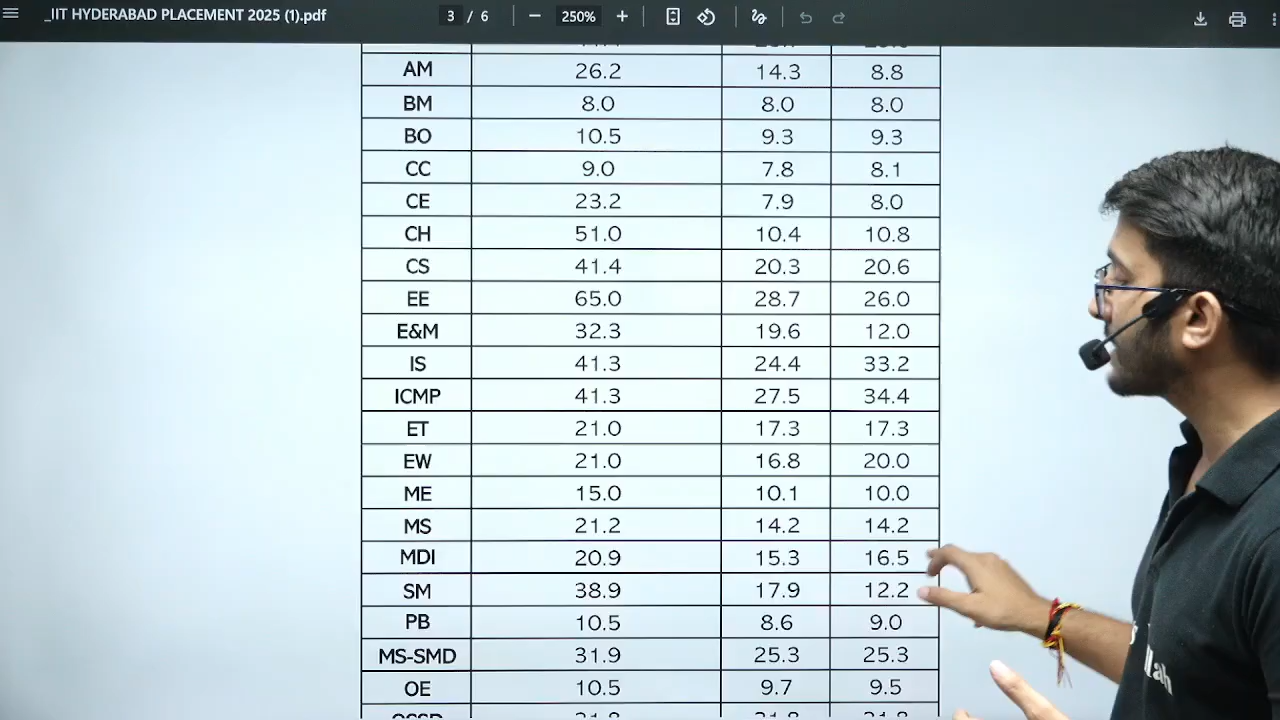 _IIT HYDERABAD PLACEMENT 2025 (1).pdf 3 / 6 250%
AM 26.2 14.3 8.8
BM 8.0 8.0 8.0
BO 10.5 9.3 9.3
CC 9.0 7.8 8.1
CE 23.2 7.9 8.0
CH 51.0 10.4 10.8
CS 41.4 20.3 20.6
EE 65.0 28.7 26.0
E&M 32.3 19.6 12.0
IS 41.3 24.4 33.2
ICMP 41.3 27.5 34.4
ET 21.0 17.3 17.3
EW 21.0 16.8 20.0
ME 15.0 10.1 10.0
MS 21.2 14.2 14.2
MDI 20.9 15.3 16.5
SM 38.9 17.9 12.2
PB 10.5 8.6 9.0
MS-SMD 31.9 25.3 25.3
OE 10.5 9.7 9.5